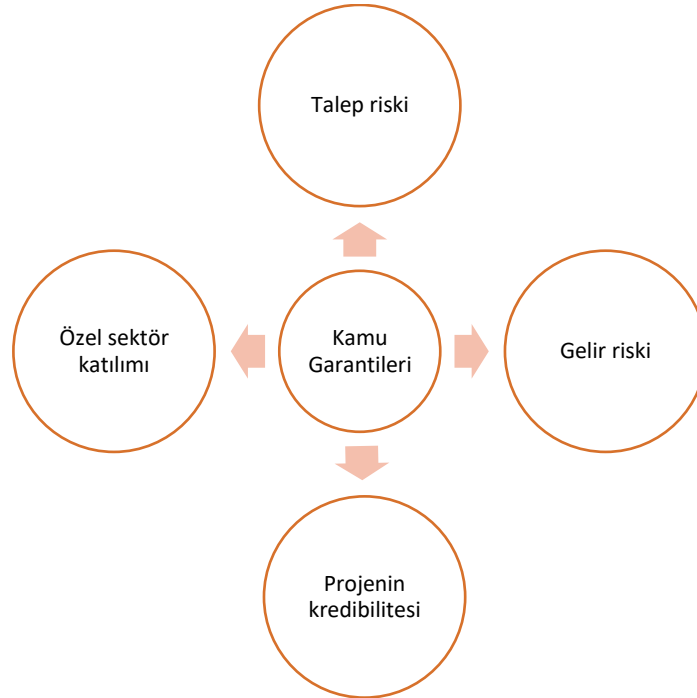 Talep riski
Özel sektör
katılımı
Kamu
Garantileri
Gelir riski
Projenin
kredibilitesi